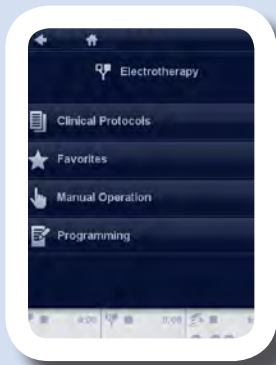 Electrotherapy
Clinical Protocols
Favorites
Manual Operation
Programming